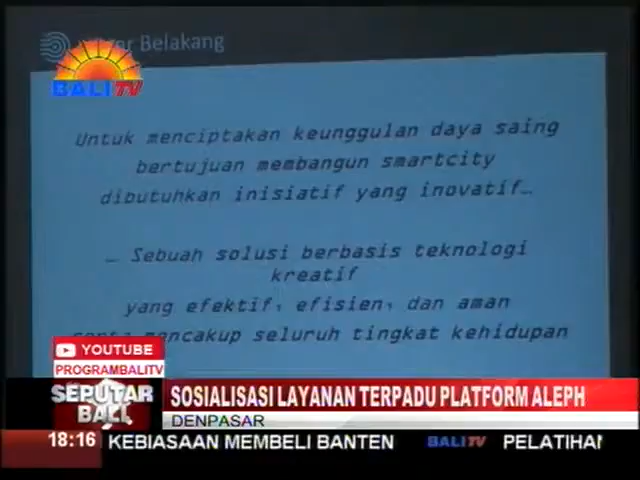 Belakang
BALI TV
Untuk menciptakan keunggulan daya saing
bertujuan membangun smartcity
dibutuhkan inisiatif yang inovatif…
… Sebuah solusi berbasis teknologi
kreatif
yang efektif, efisien, dan aman
mencakup seluruh tingkat kehidupan
YOUTUBE
PROGRAMBALITV
SEPUTAR
BALI
SOSIALISASI LAYANAN TERPADU PLATFORM ALEPH
DENPASAR
18:16 KEBIASAAN MEMBELI BANTEN BALI TV PELATIHAN